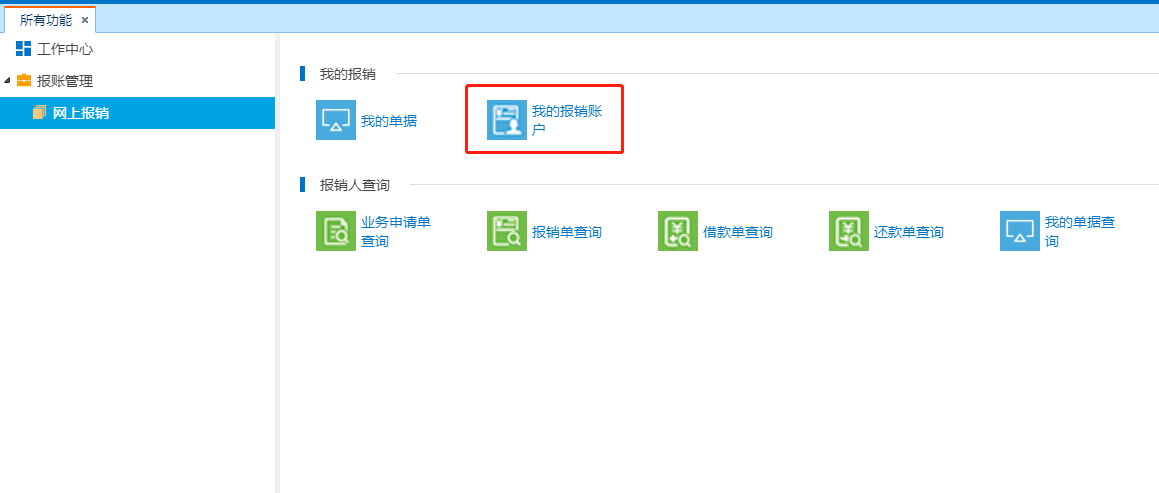 所有功能 ×
工作中心
报账管理
网上报销
我的报销
我的单据
我的报销账
户
报销人查询
业务申请单
查询
报销单查询
借款单查询
还款单查询
我的单据查
询